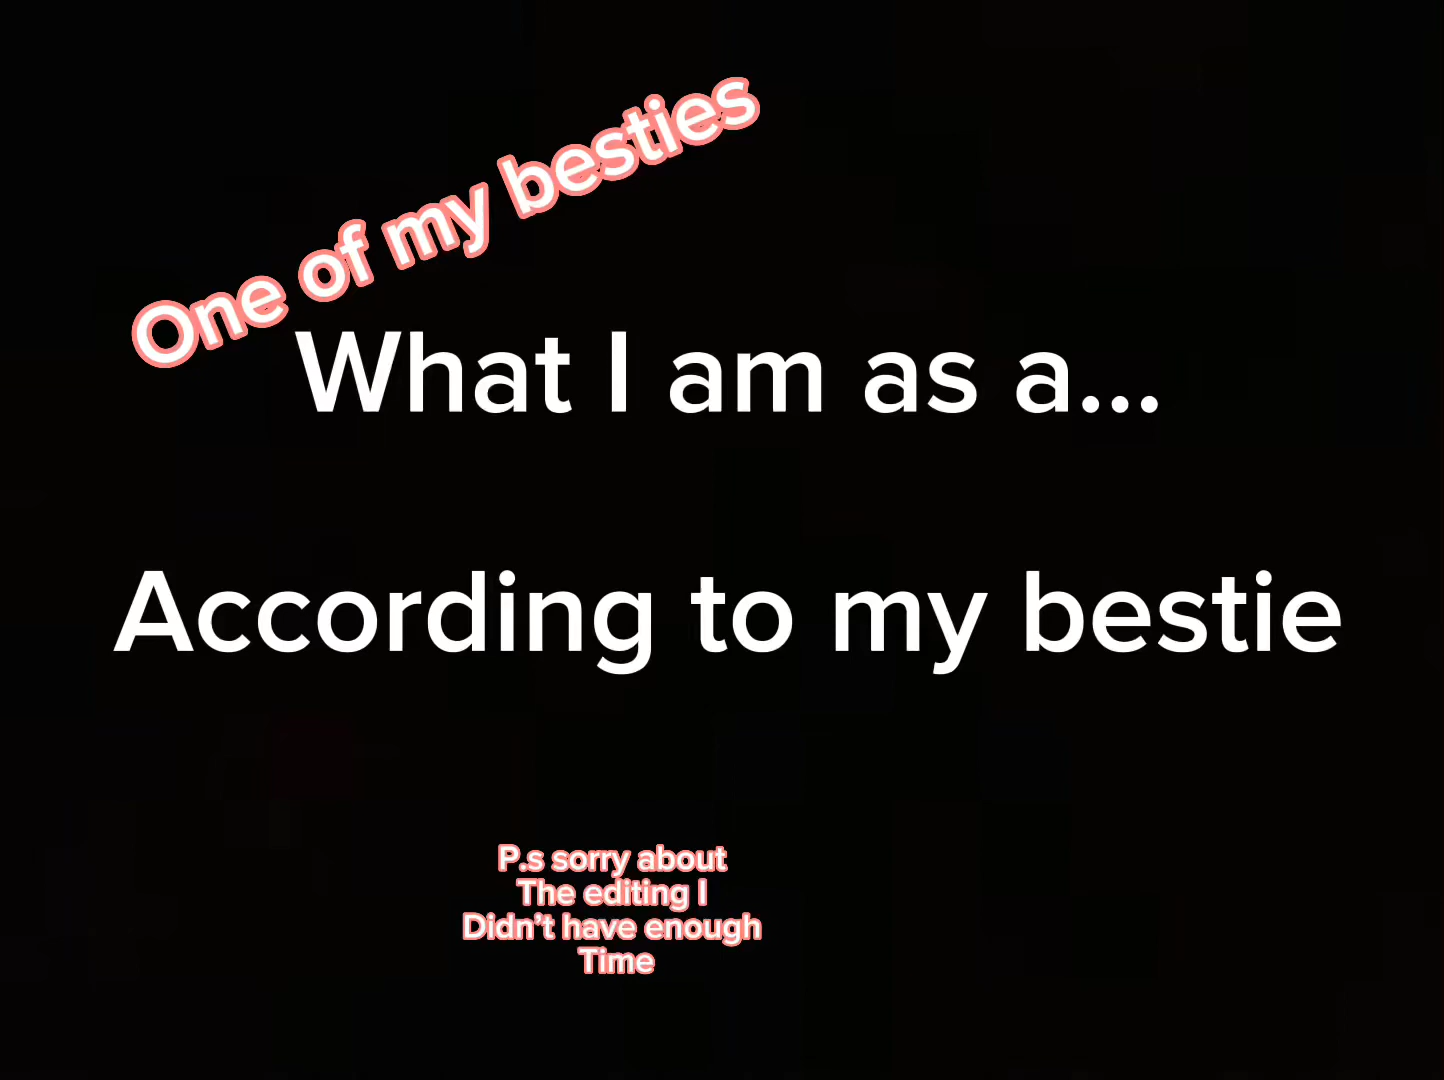 One of my besties
What I am as a...
According to my bestie
P.s sorry about
The editing I
Didn't have enough
Time